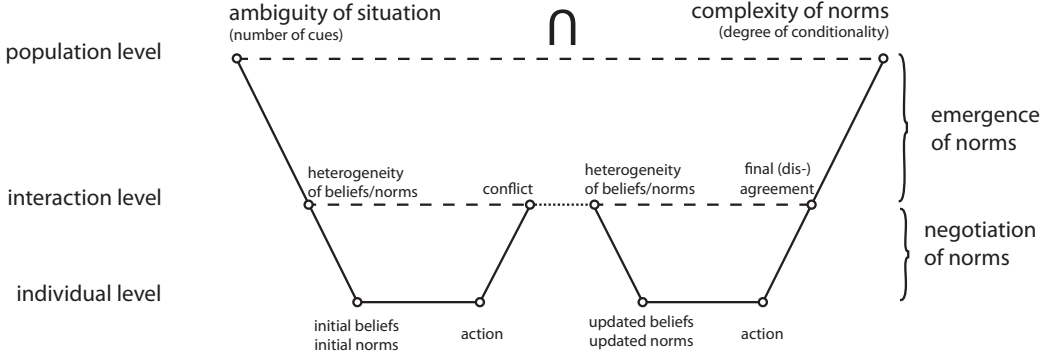 ambiguity of situation
(number of cues)
∩
complexity of norms
(degree of conditionality)
population level
emergence
of norms
heterogeneity
of beliefs/norms
conflict
heterogeneity
of beliefs/norms
final (dis-)
agreement
interaction level
negotiation
of norms
individual level
initial beliefs
initial norms
action
updated beliefs
updated norms
action